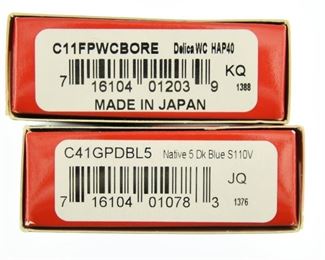 C11FPWCBORE Delica WC HAP40
7 16104 01203 9
KQ
1388
MADE IN JAPAN
C41GPDBL5 Native 5 Dk Blue S110V
7 16104 01078 3
JQ
1376